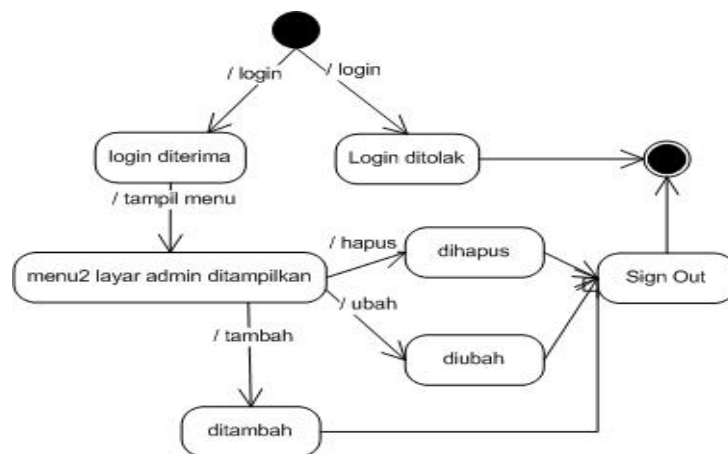 / login
/ login
login diterima
Login ditolak
/ tampil menu
/ hapus
dihapus
menu2 layar admin ditampilkan
Sign Out
/ ubah
/ tambah
diubah
ditambah